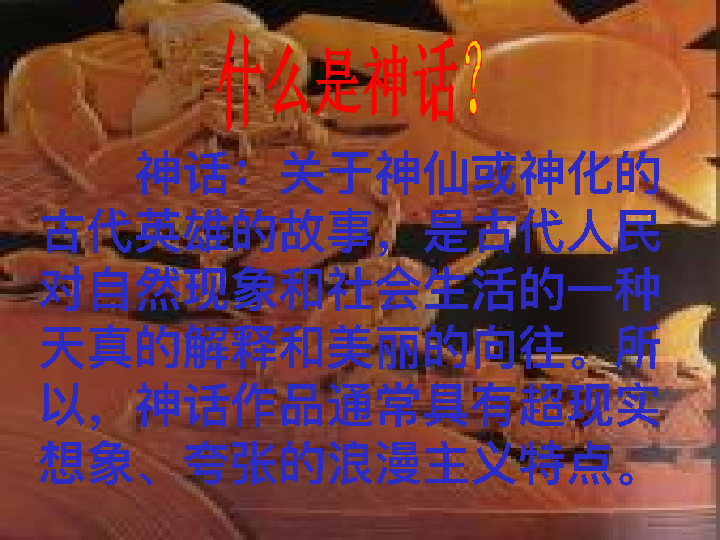 什么是神话？
神话：关于神仙或神化的
古代英雄的故事，是古代人民
对自然现象和社会生活的一种
天真的解释和美丽的向往。所
以，神话作品通常具有超现实
想象、夸张的浪漫主义特点。